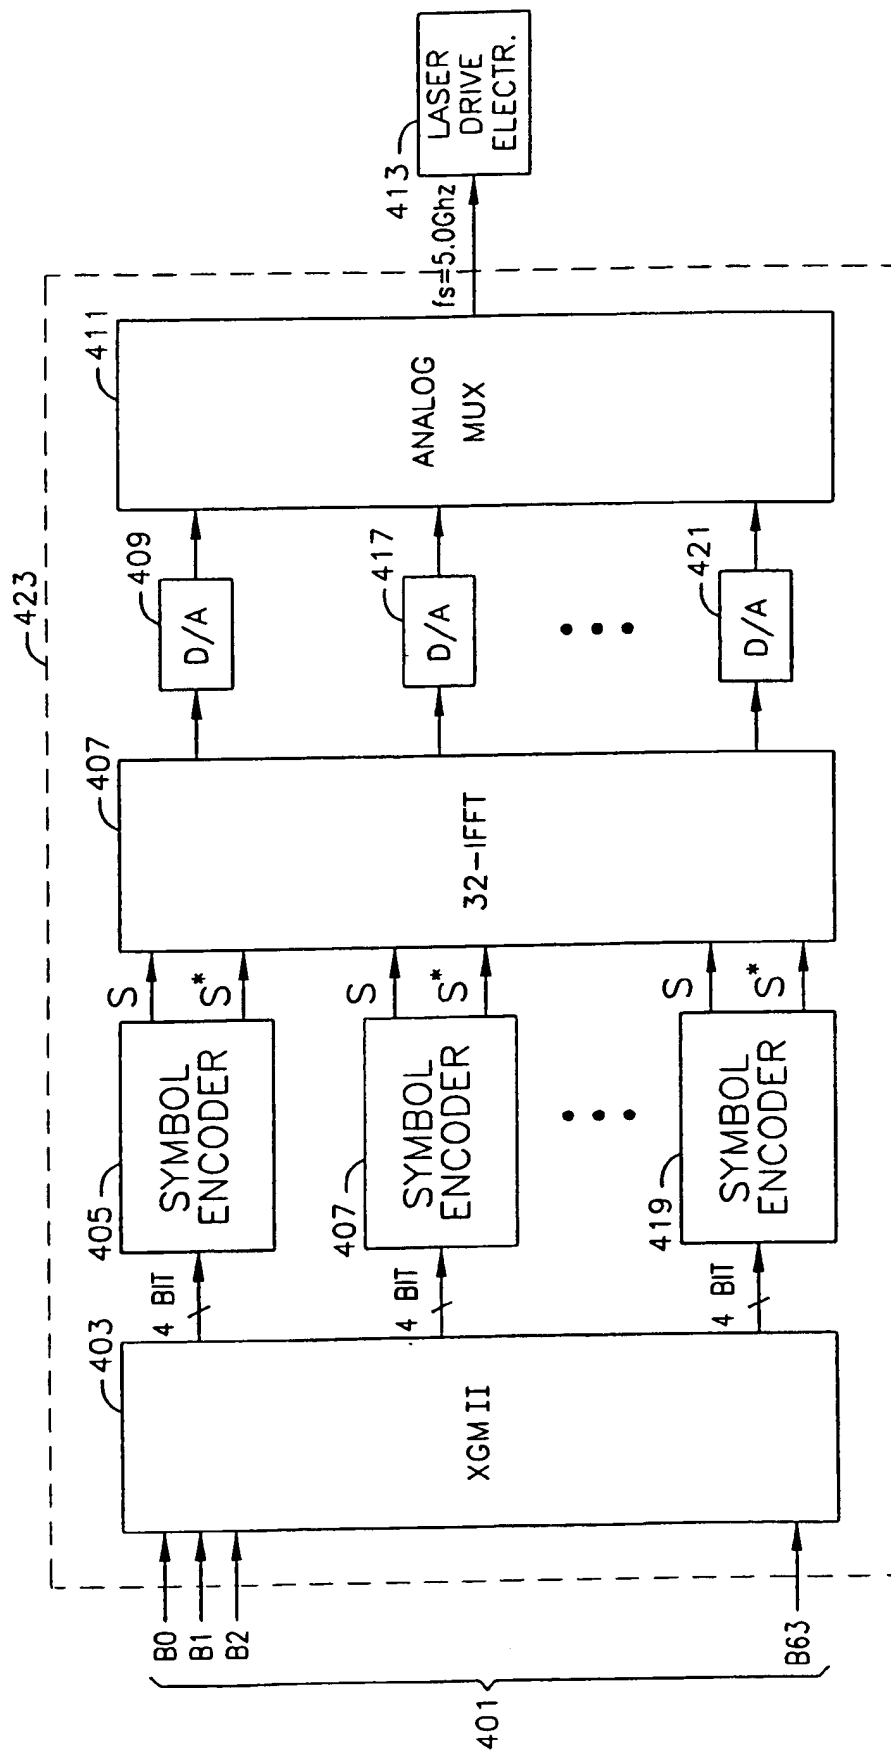 423
B0
B1
B2
B63
401
403
XGM II
4 BIT
4 BIT
4 BIT
405
SYMBOL
ENCODER
407
SYMBOL
ENCODER
419
SYMBOL
ENCODER
S
S*
S
S*
S
S*
407
32-IFFT
409
D/A
417
D/A
421
D/A
411
ANALOG
MUX
fs=5.0Ghz
413
LASER
DRIVE
ELECTR.